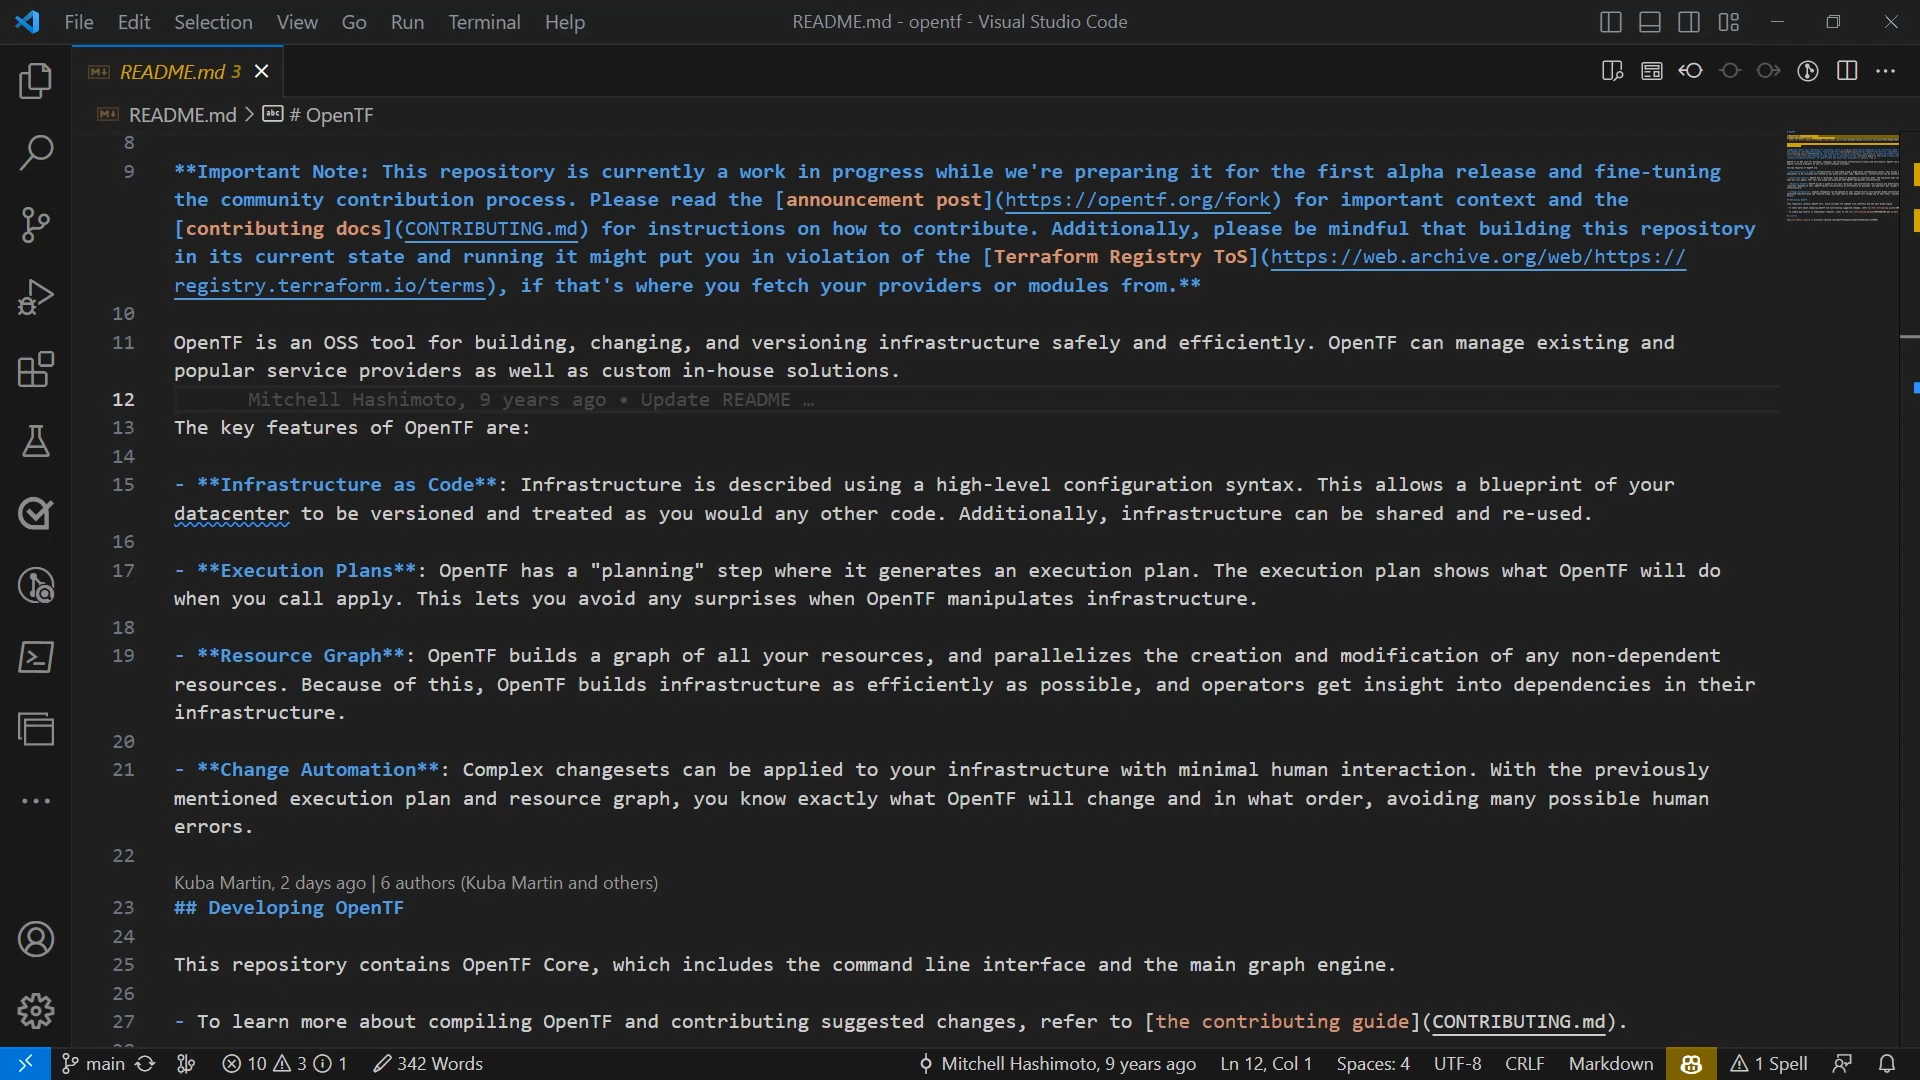 File Edit Selection View Go Run Terminal Help README.md - opentf - Visual Studio Code
README.md 3
README.md > # OpenTF
8
9 **Important Note: This repository is currently a work in progress while we're preparing it for the first alpha release and fine-tuning
the community contribution process. Please read the [announcement post](https://opentf.org/fork) for important context and the
[contributing docs](CONTRIBUTING.md) for instructions on how to contribute. Additionally, please be mindful that building this repository
in its current state and running it might put you in violation of the [Terraform Registry ToS](https://web.archive.org/web/https://
registry.terraform.io/terms), if that's where you fetch your providers or modules from.**
10
11 OpenTF is an OSS tool for building, changing, and versioning infrastructure safely and efficiently. OpenTF can manage existing and
popular service providers as well as custom in-house solutions.
12 Mitchell Hashimoto, 9 years ago • Update README …
13 The key features of OpenTF are:
14
15 - **Infrastructure as Code**: Infrastructure is described using a high-level configuration syntax. This allows a blueprint of your
datacenter to be versioned and treated as you would any other code. Additionally, infrastructure can be shared and re-used.
16
17 - **Execution Plans**: OpenTF has a "planning" step where it generates an execution plan. The execution plan shows what OpenTF will do
when you call apply. This lets you avoid any surprises when OpenTF manipulates infrastructure.
18
19 - **Resource Graph**: OpenTF builds a graph of all your resources, and parallelizes the creation and modification of any non-dependent
resources. Because of this, OpenTF builds infrastructure as efficiently as possible, and operators get insight into dependencies in their
infrastructure.
20
21 - **Change Automation**: Complex changesets can be applied to your infrastructure with minimal human interaction. With the previously
mentioned execution plan and resource graph, you know exactly what OpenTF will change and in what order, avoiding many possible human
errors.
22
Kuba Martin, 2 days ago | 6 authors (Kuba Martin and others)
23 ## Developing OpenTF
24
25 This repository contains OpenTF Core, which includes the command line interface and the main graph engine.
26
27 - To learn more about compiling OpenTF and contributing suggested changes, refer to [the contributing guide](CONTRIBUTING.md).
main 10 3 1 342 Words Mitchell Hashimoto, 9 years ago Ln 12, Col 1 Spaces: 4 UTF-8 CRLF Markdown 1 Spell